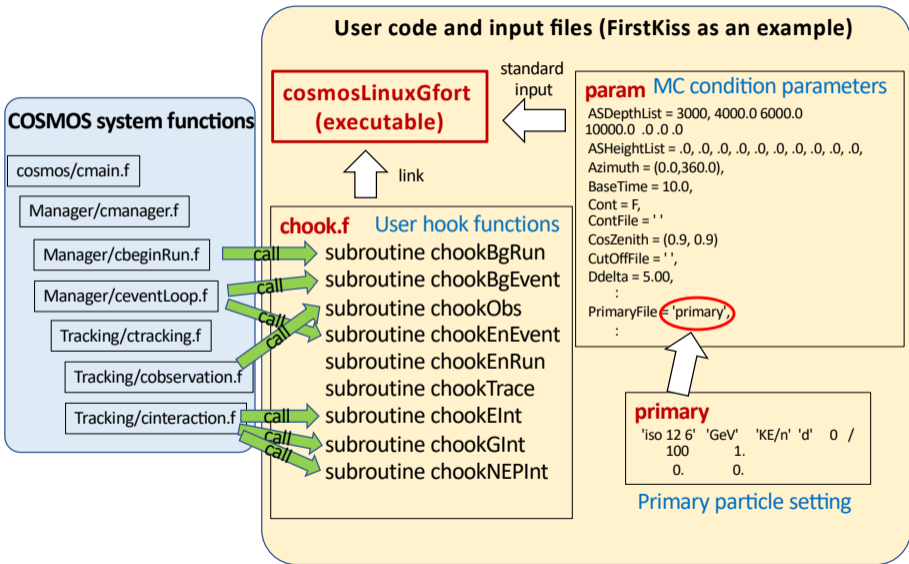 User code and input files (FirstKiss as an example)
COSMOS system functions
cosmos/cmain.f
Manager/cmanager.f
Manager/cbeginRun.f
Manager/ceventLoop.f
Tracking/ctracking.f
Tracking/cobservation.f
Tracking/cinteraction.f
cosmosLinuxGfort
(executable)
standard
input
link
chook.f User hook functions
call
subroutine chookBgRun
call
subroutine chookBgEvent
subroutine chookObs
call
call
subroutine chookEnEvent
subroutine chookEnRun
subroutine chookTrace
call
subroutine chookEInt
call
subroutine chookGInt
call
subroutine chookNEPInt
param MC condition parameters
ASDepthList = 3000, 4000.0 6000.0
10000.0 .0 .0 .0
ASHeightList = .0, .0, .0, .0, .0, .0, .0, .0, .0,
Azimuth = (0.0,360.0),
BaseTime = 10.0,
Cont = F,
ContFile = ' '
CosZenith = (0.9, 0.9)
CutOffFile = ' ',
Ddelta = 5.00,
:
PrimaryFile = 'primary',
:
primary
'iso 12 6' 'GeV' 'KE/n' 'd' 0 /
100 1.
0. 0.
Primary particle setting